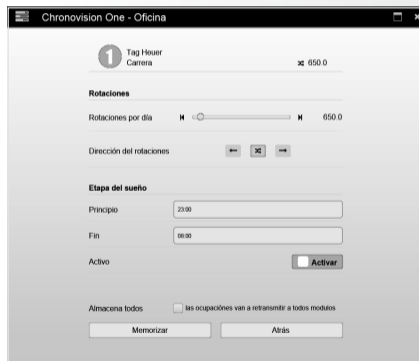 Chronovision One - Oficina
1
Tag Heuer
Carrera
650.0
Rotaciones
Rotaciones por día
650.0
Dirección del rotaciones
Etapa del sueño
Principio
23:00
Fin
08:00
Activo
Activar
Almacena todos
las ocupaciónes van a retransmitir a todos modulos
Memorizar
Atrás